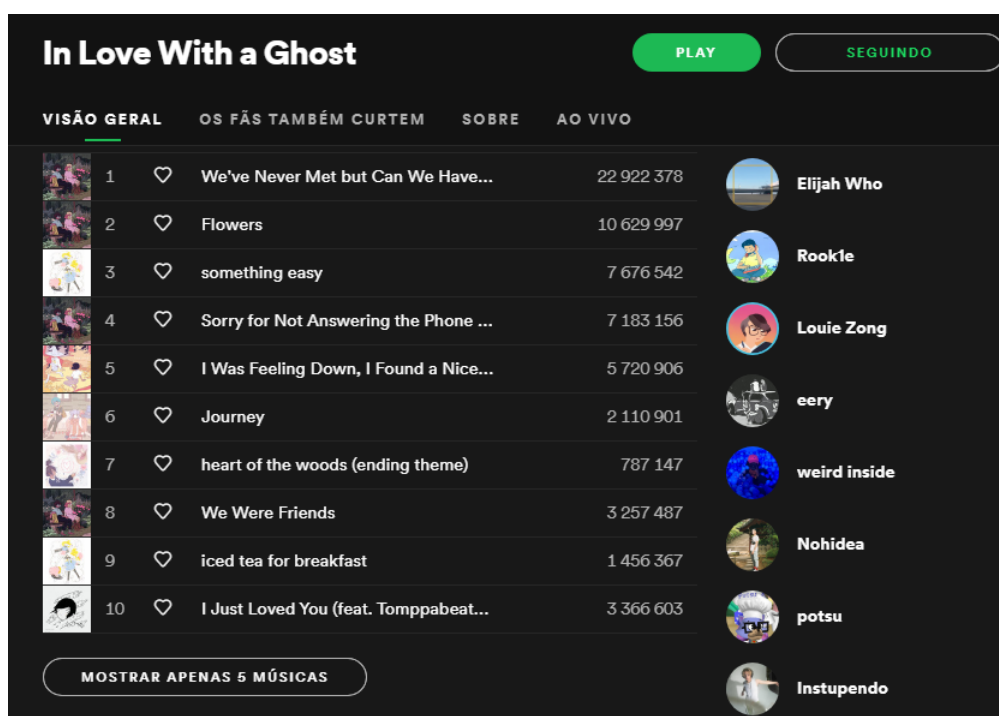 In Love With a Ghost
PLAY
SEGUINDO
VISÃO GERAL
OS FÃS TAMBÉM CURTEM
SOBRE
AO VIVO
1 We've Never Met but Can We Have... 22 922 378
2 Flowers 10 629 997
3 something easy 7 676 542
4 Sorry for Not Answering the Phone ... 7 183 156
5 I Was Feeling Down, I Found a Nice... 5 720 906
6 Journey 2 110 901
7 heart of the woods (ending theme) 787 147
8 We Were Friends 3 257 487
9 iced tea for breakfast 1 456 367
10 I Just Loved You (feat. Tomppabeat... 3 366 603
MOSTRAR APENAS 5 MÚSICAS
Elijah Who
Rook1e
Louie Zong
eery
weird inside
Nohidea
potsu
Instupendo